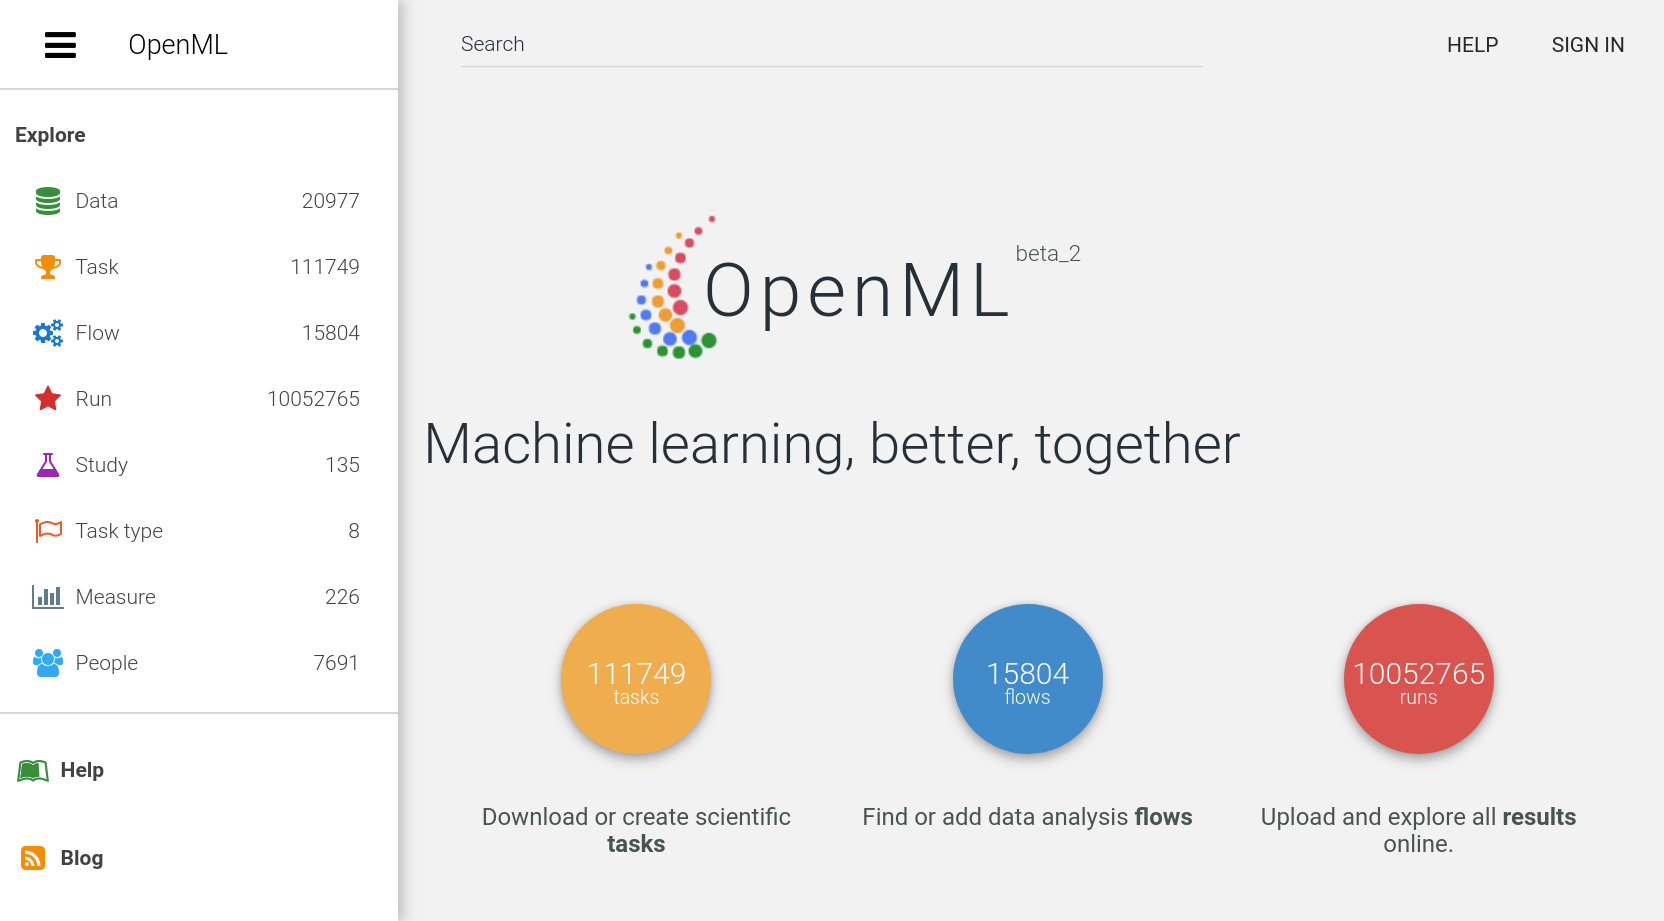 OpenML
Search
HELP
SIGN IN
Explore
Data 20977
Task 111749
Flow 15804
Run 10052765
Study 135
Task type 8
Measure 226
People 7691
Help
Blog
OpenML beta_2
Machine learning, better, together
111749
tasks
Download or create scientific
tasks
15804
flows
Find or add data analysis flows
10052765
runs
Upload and explore all results
online.